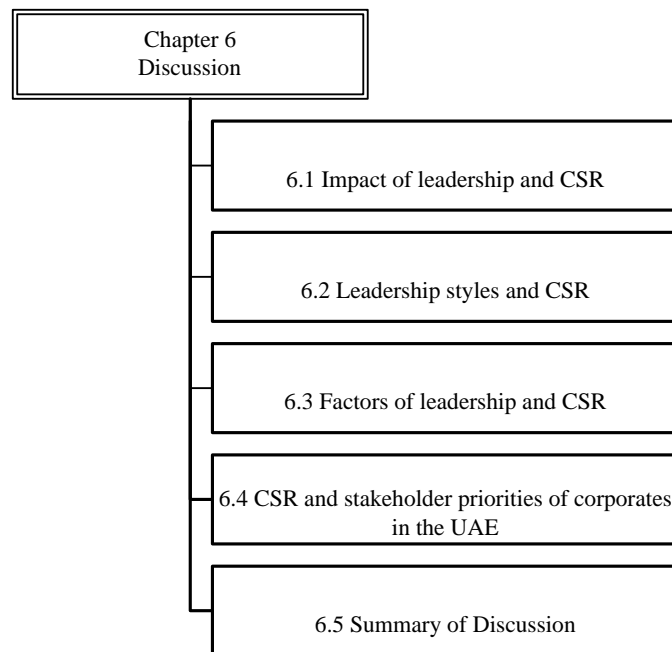 Chapter 6
Discussion
6.1 Impact of leadership and CSR
6.2 Leadership styles and CSR
6.3 Factors of leadership and CSR
6.4 CSR and stakeholder priorities of corporates
in the UAE
6.5 Summary of Discussion